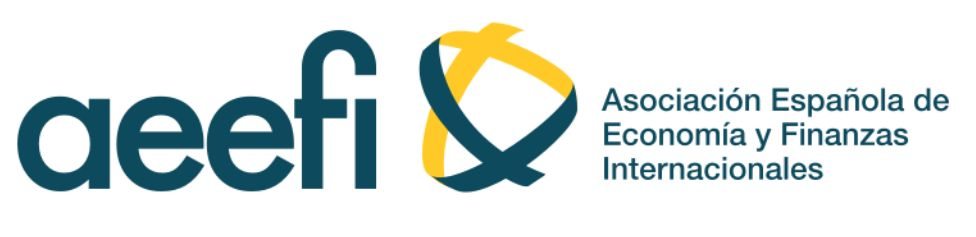 aeefi
Asociación Española de
Economía y Finanzas
Internacionales